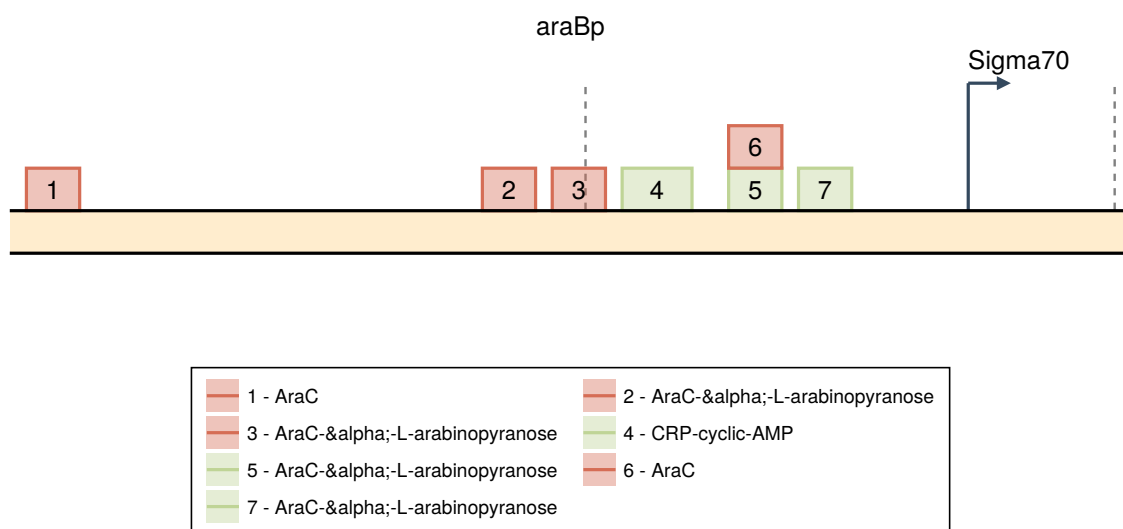 araBp
Sigma70
6
1 2 3 4 5 7
1 - AraC
2 - AraC-&alpha;-L-arabinopyranose
3 - AraC-&alpha;-L-arabinopyranose
4 - CRP-cyclic-AMP
5 - AraC-&alpha;-L-arabinopyranose
6 - AraC
7 - AraC-&alpha;-L-arabinopyranose